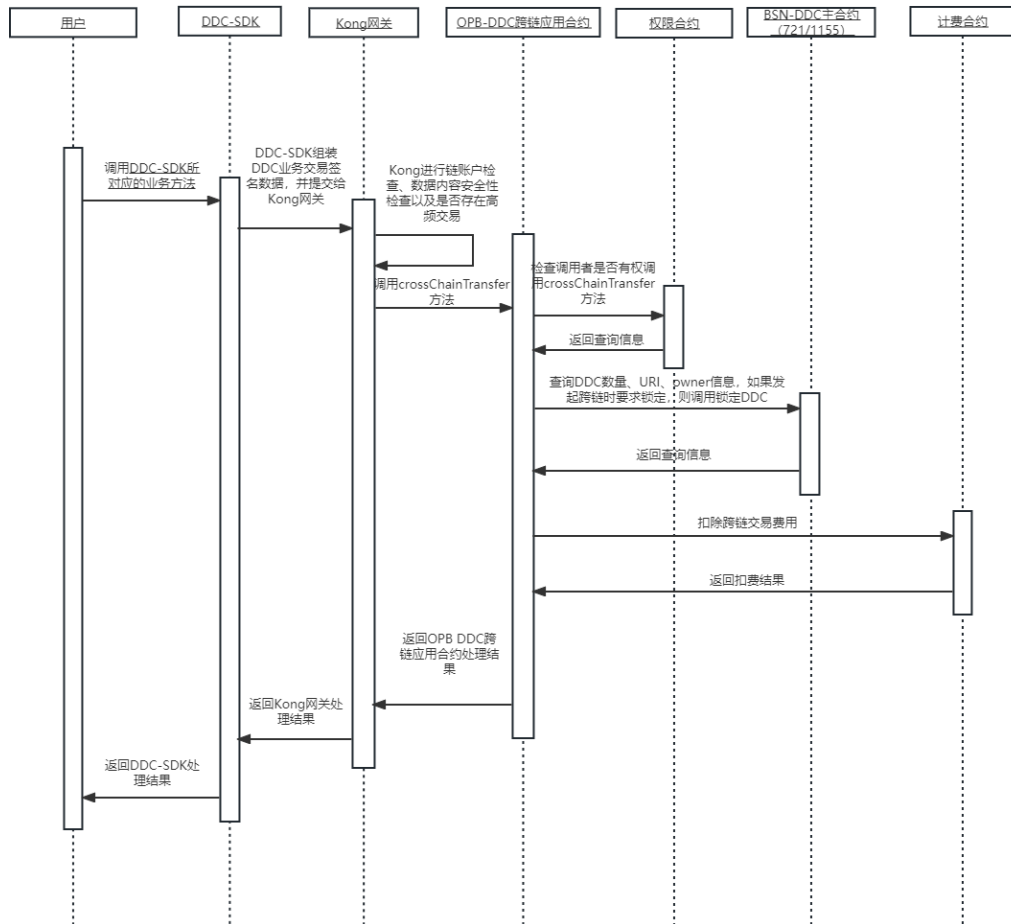 用户
DDC-SDK
Kong网关
OPB-DDC跨链应用合约
权限合约
BSN-DDC主合约
（721/1155）
计费合约
调用DDC-SDK所
对应的业务方法
DDC-SDK组装
DDC业务交易签
名数据，并提交给
Kong网关
Kong进行链账户检
查、数据内容安全性
检查以及是否存在高
频交易
调用crossChainTransfer
方法
检查调用者是否有权调
用crossChainTransfer
方法
返回查询信息
查询DDC数量、URI、owner信息，如果发
起跨链时要求锁定，则调用锁定DDC
返回查询信息
扣除跨链交易费用
返回扣费结果
返回OPB DDC跨
链应用合约处理结
果
返回Kong网关处
理结果
返回DDC-SDK处
理结果